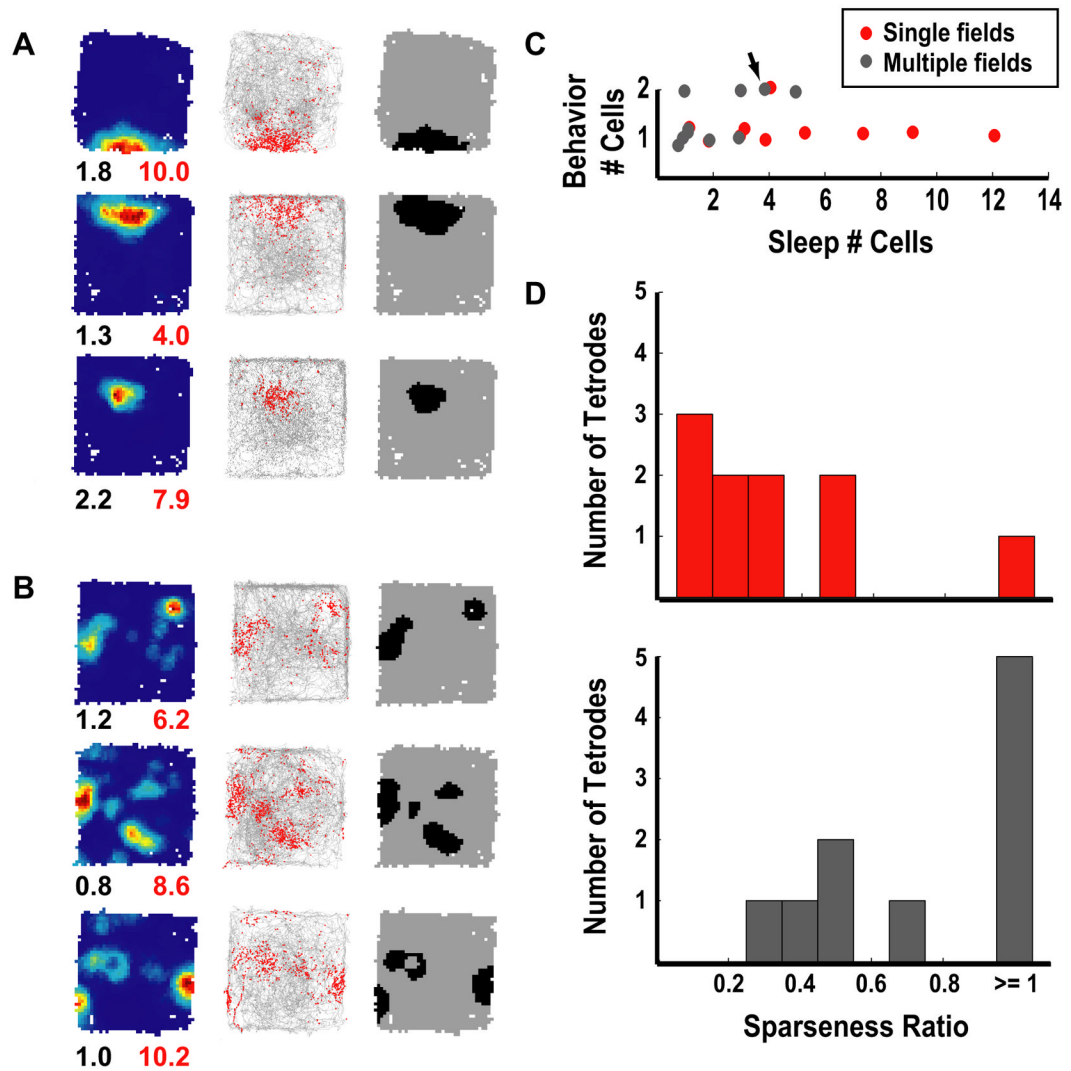 A
1.8 10.0
1.3 4.0
2.2 7.9
B
1.2 6.2
0.8 8.6
1.0 10.2
C
Single fields
Multiple fields
Behavior
# Cells
2
1
2 4 6 8 10 12 14
Sleep # Cells
D
Number of Tetrodes
5
4
3
2
1
Number of Tetrodes
5
4
3
2
1
0.2 0.4 0.6 0.8 >= 1
Sparseness Ratio